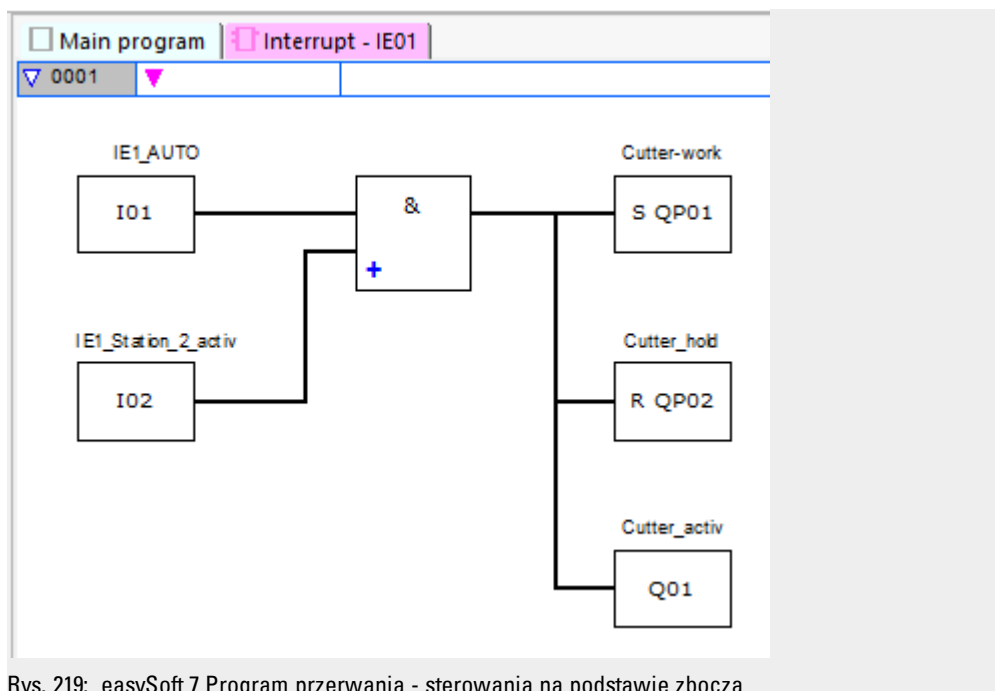 Main program Interrupt - IE01
0001
IE1_AUTO Cutter-work
I01 & S QP01
+
IE1_Station_2_activ Cutter_hold
I02 R QP02
Cutter_activ
Q01
Rys. 219: easySoft 7 Program przerwania - sterowania na podstawie zbocza